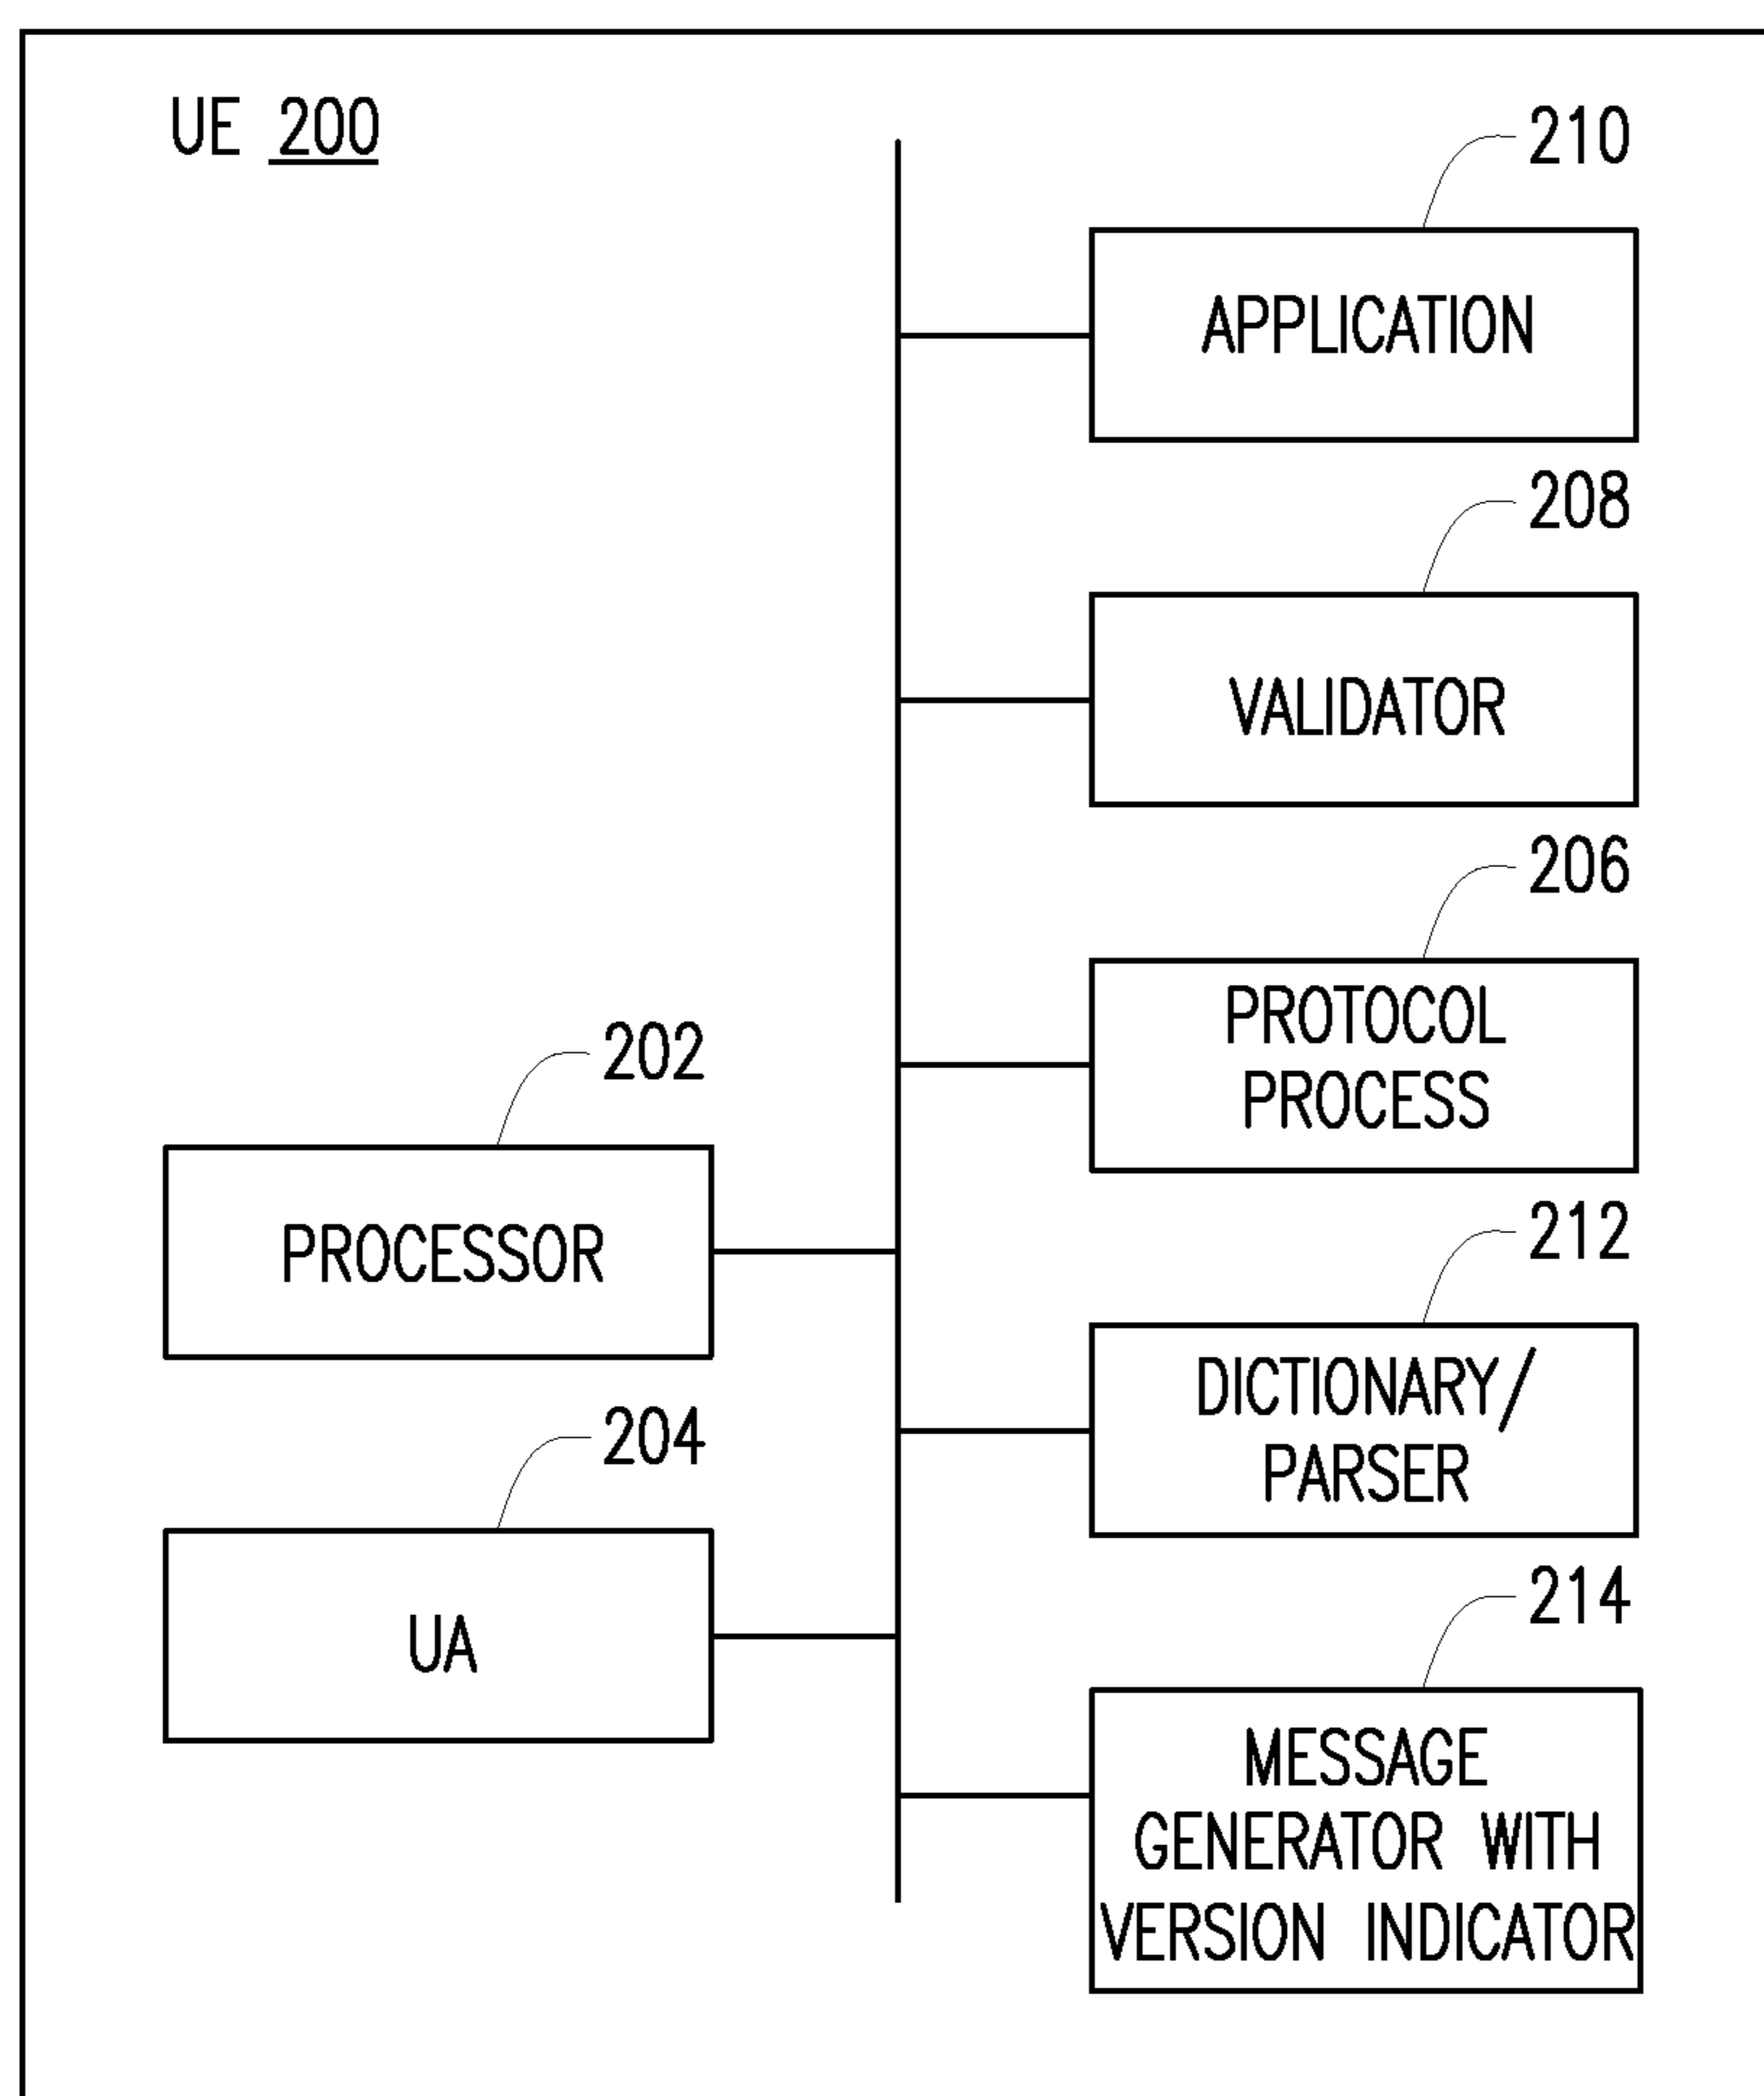 UE 200
210
APPLICATION
208
VALIDATOR
206
PROTOCOL
PROCESS
202
PROCESSOR
212
DICTIONARY/
PARSER
204
UA
214
MESSAGE
GENERATOR WITH
VERSION INDICATOR